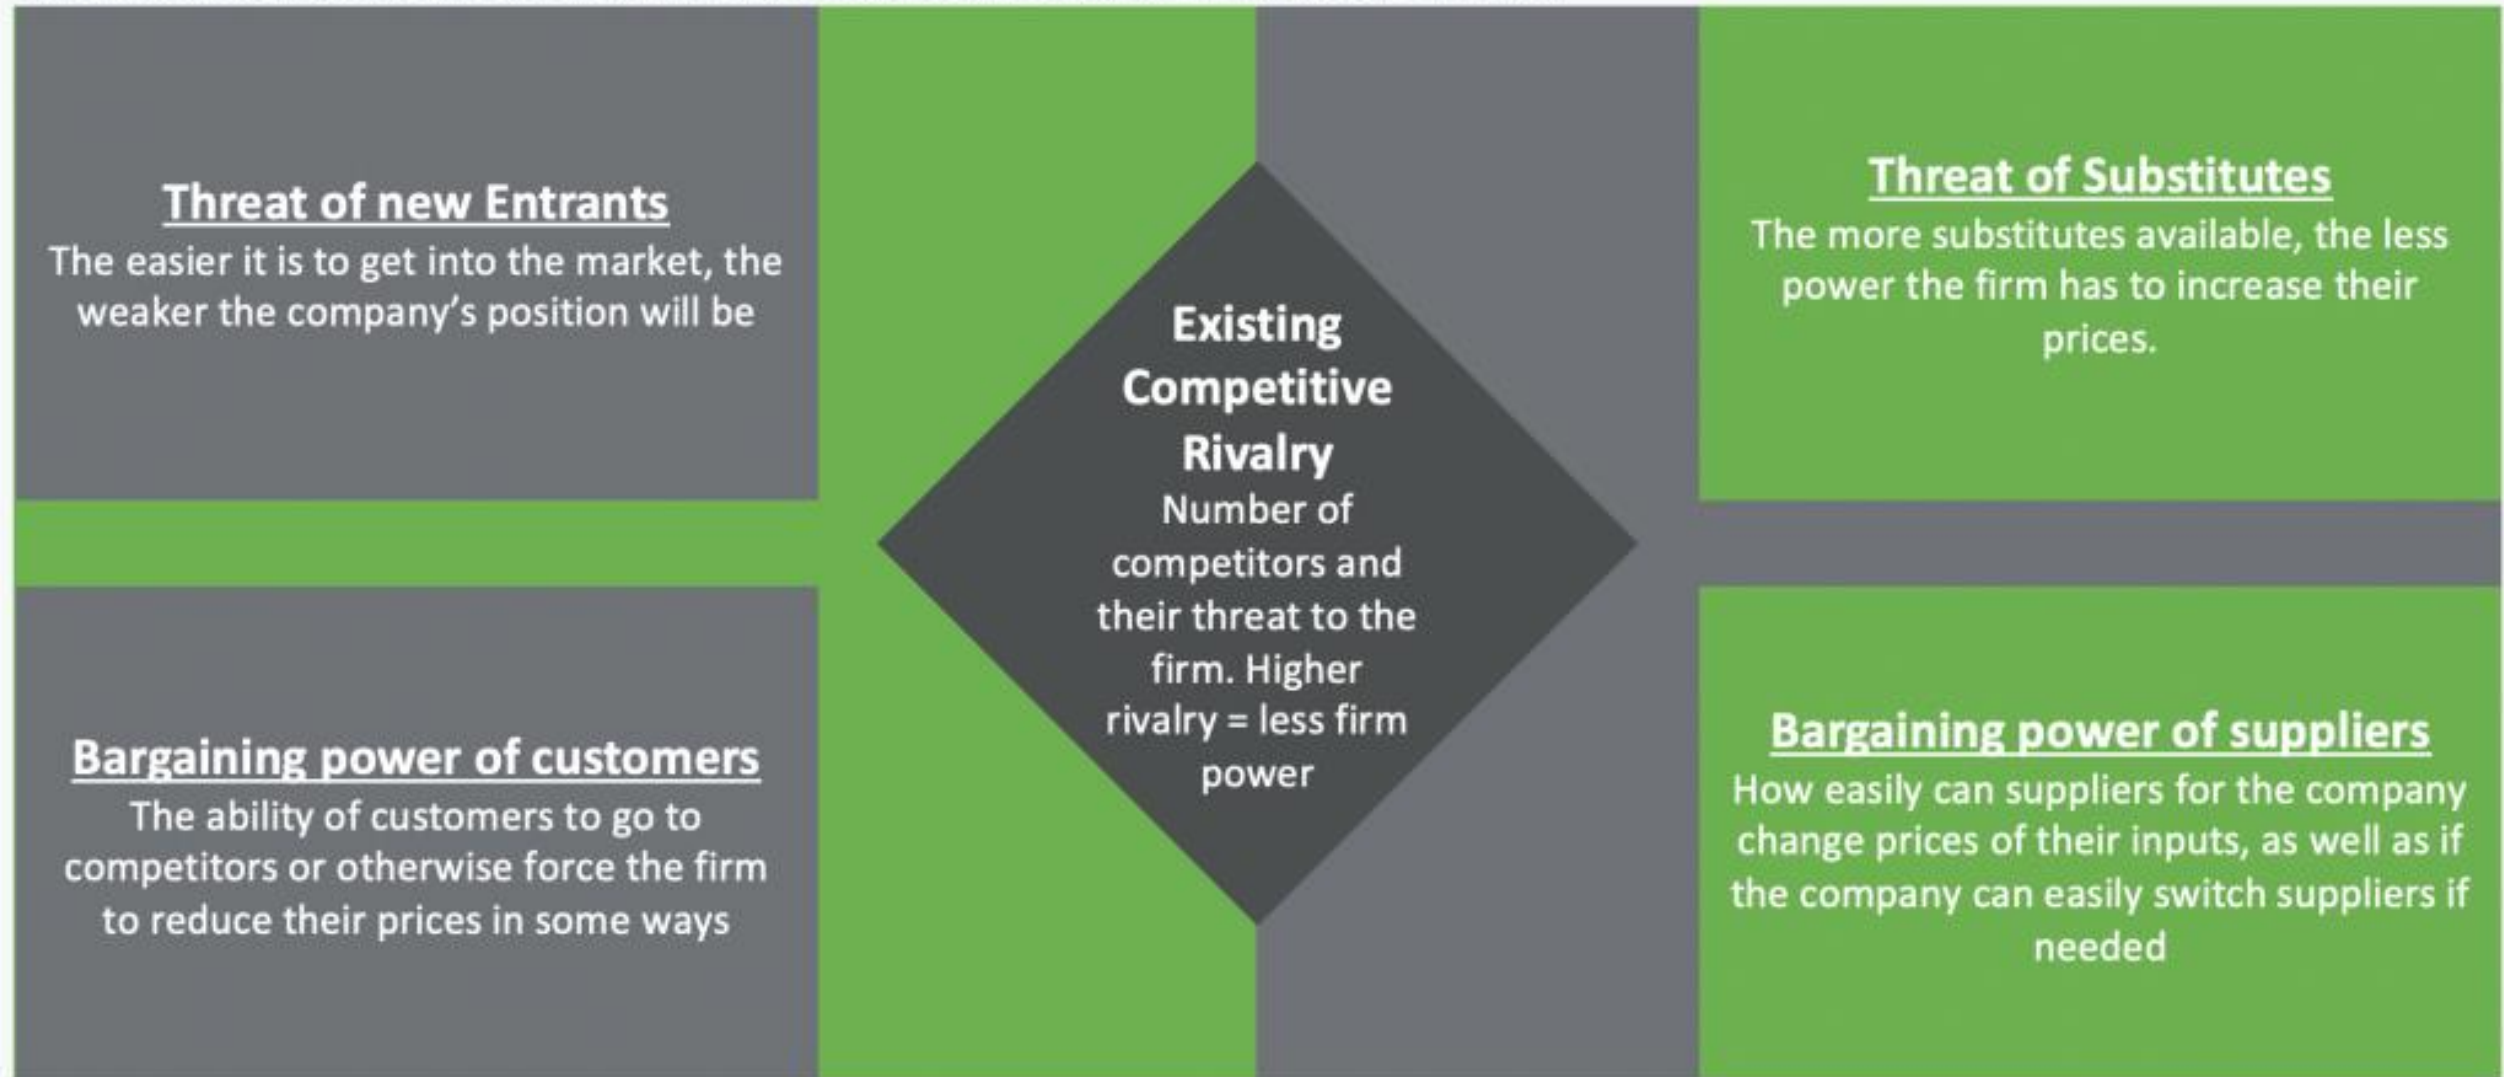 Threat of new Entrants
The easier it is to get into the market, the
weaker the company's position will be
Threat of Substitutes
The more substitutes available, the less
power the firm has to increase their
prices.
Existing
Competitive
Rivalry
Number of
competitors and
their threat to the
firm. Higher
rivalry = less firm
power
Bargaining power of customers
The ability of customers to go to
competitors or otherwise force the firm
to reduce their prices in some ways
Bargaining power of suppliers
How easily can suppliers for the company
change prices of their inputs, as well as if
the company can easily switch suppliers if
needed